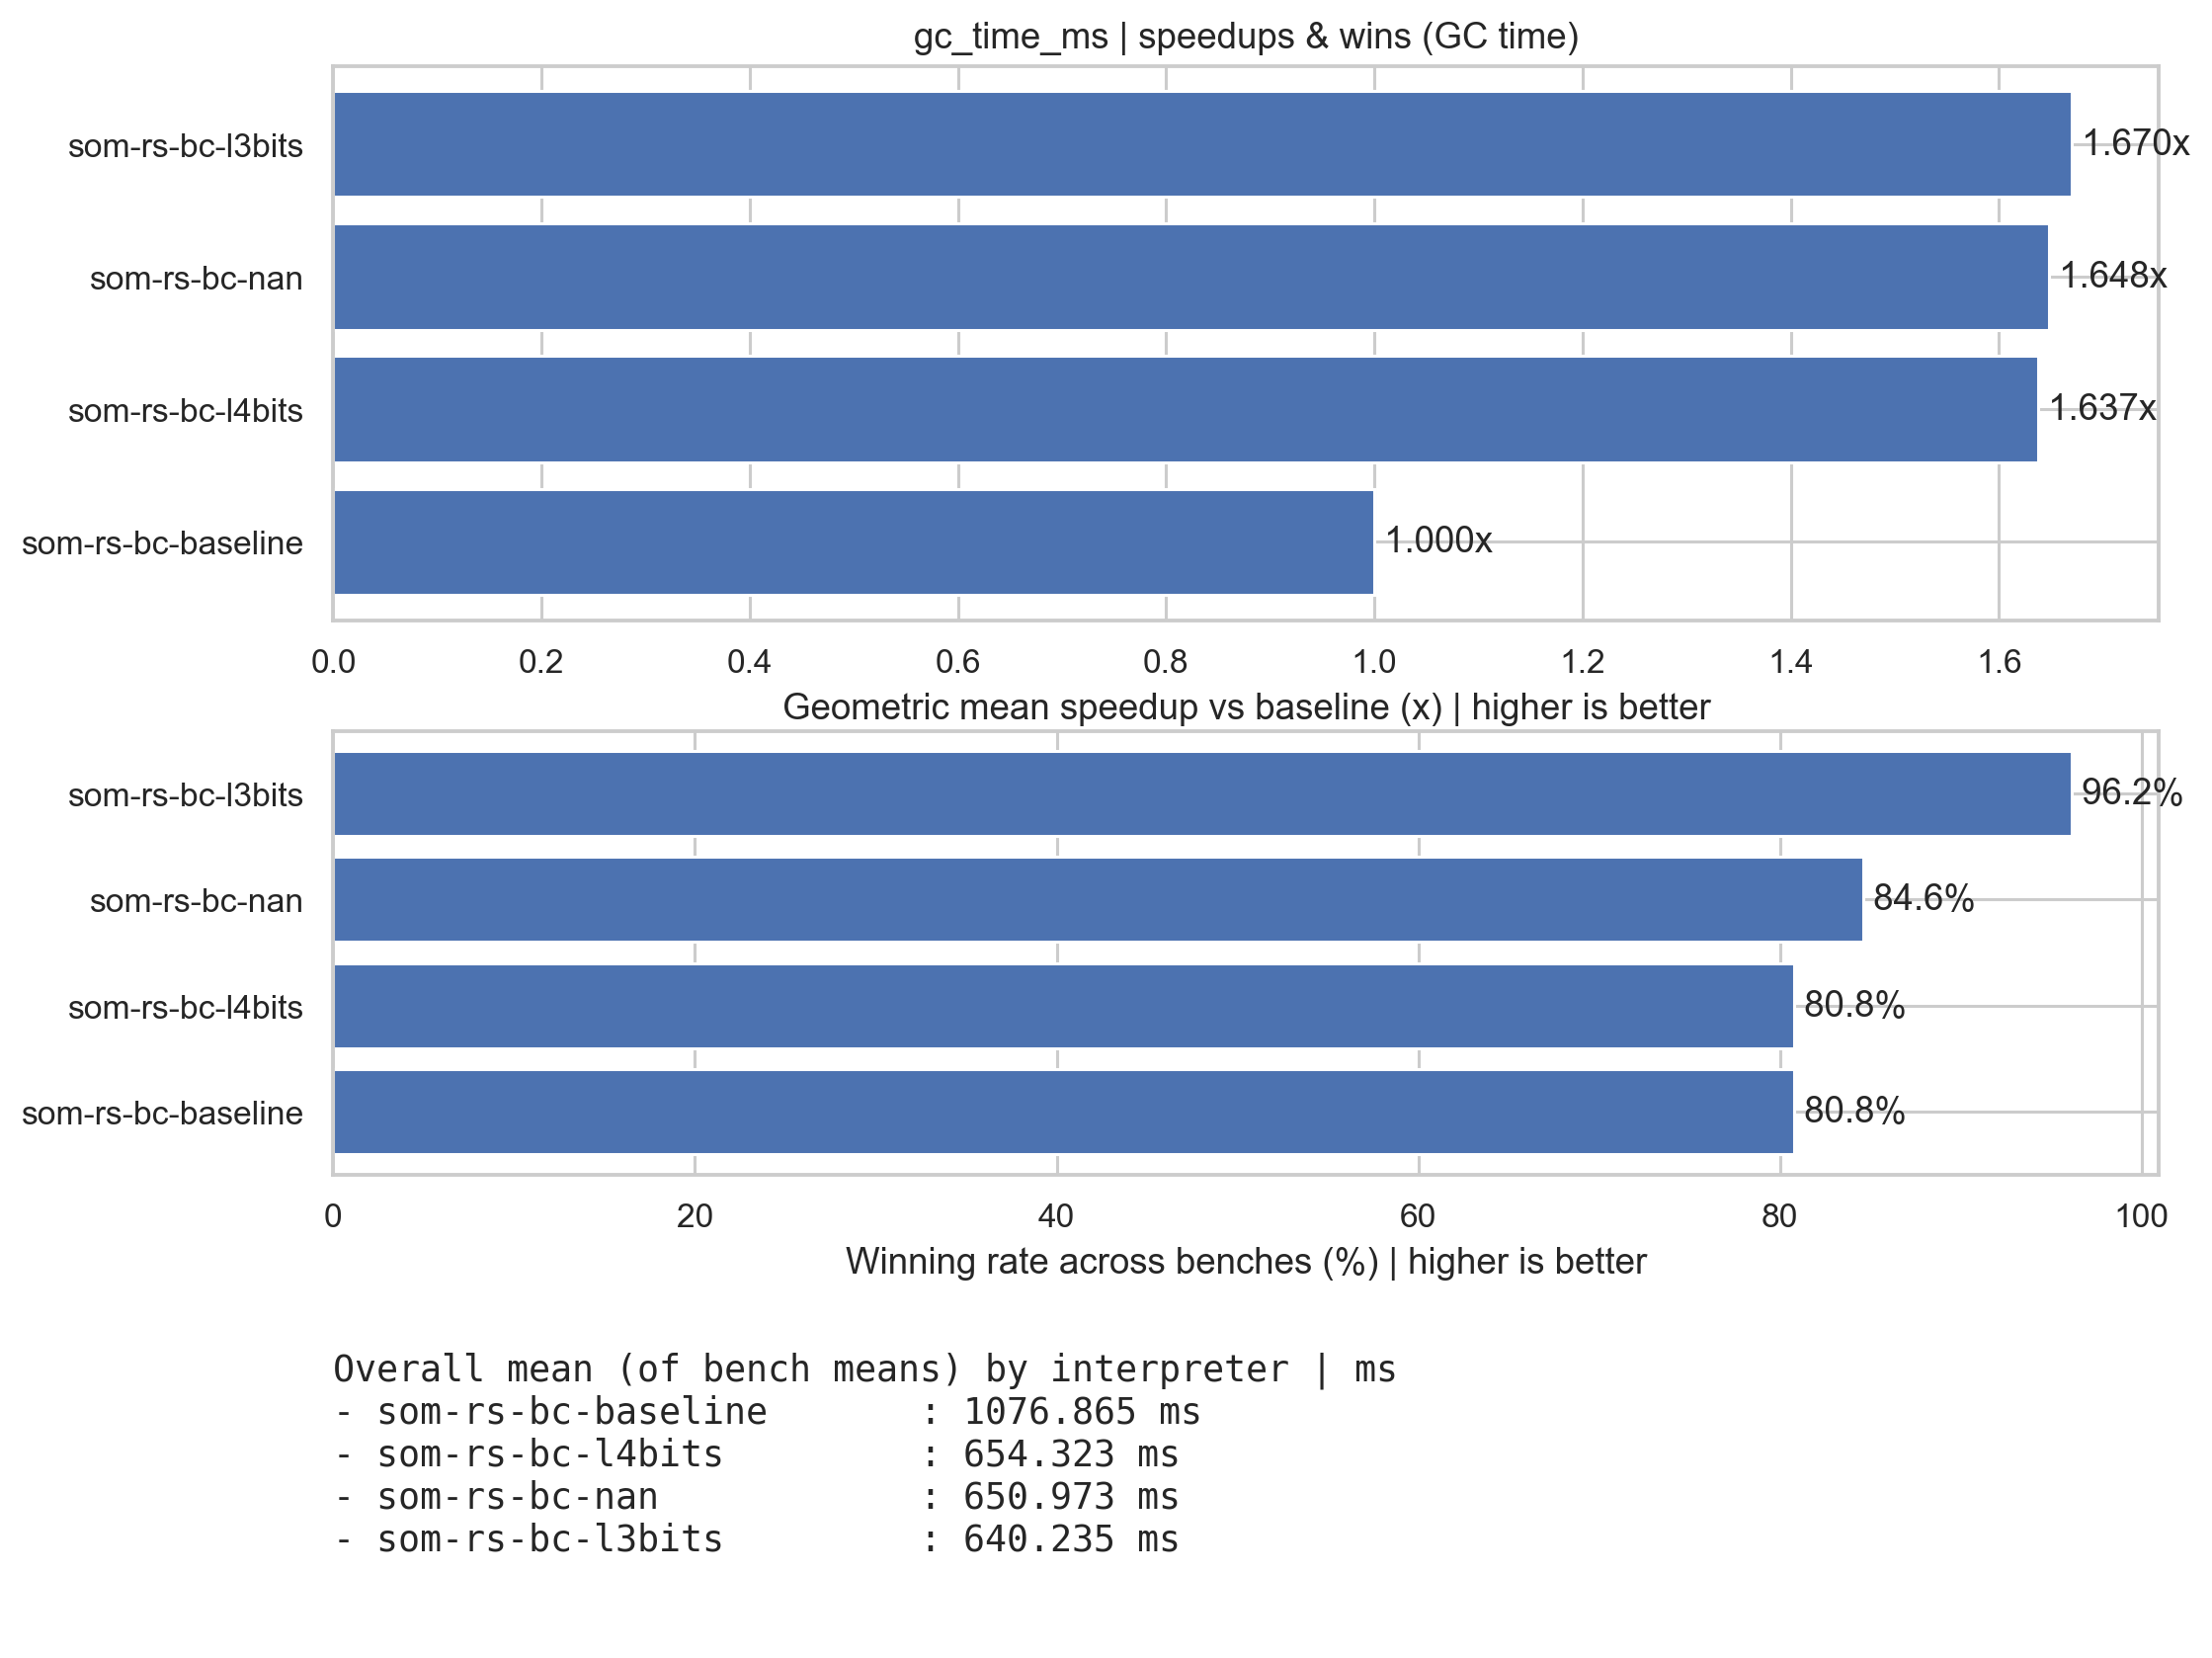 gc_time_ms | speedups & wins (GC time)
som-rs-bc-l3bits
1.670x
som-rs-bc-nan
1.648x
som-rs-bc-l4bits
1.637x
som-rs-bc-baseline
1.000x
0.0 0.2 0.4 0.6 0.8 1.0 1.2 1.4 1.6
Geometric mean speedup vs baseline (x) | higher is better
som-rs-bc-l3bits
96.2%
som-rs-bc-nan
84.6%
som-rs-bc-l4bits
80.8%
som-rs-bc-baseline
80.8%
0 20 40 60 80 100
Winning rate across benches (%) | higher is better
Overall mean (of bench means) by interpreter | ms
- som-rs-bc-baseline : 1076.865 ms
- som-rs-bc-l4bits : 654.323 ms
- som-rs-bc-nan : 650.973 ms
- som-rs-bc-l3bits : 640.235 ms